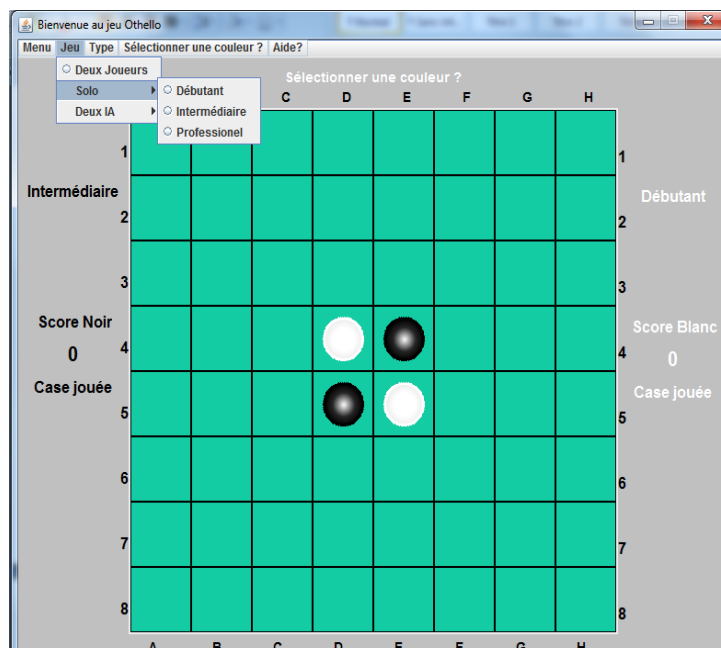 Bienvenue au jeu Othello
Menu Jeu Type Sélectionner une couleur ? Aide?
Deux Joueurs
Solo
Deux IA
Débutant
Intermédiaire
Professionel
Sélectionner une couleur ?
C D E F G H
1 1
Intermédiaire
Débutant
2 2
3 3
Score Noir
Score Blanc
0
4 4
0
Case jouée
Case jouée
5 5
6 6
7 7
8 8
A B C D E F G H